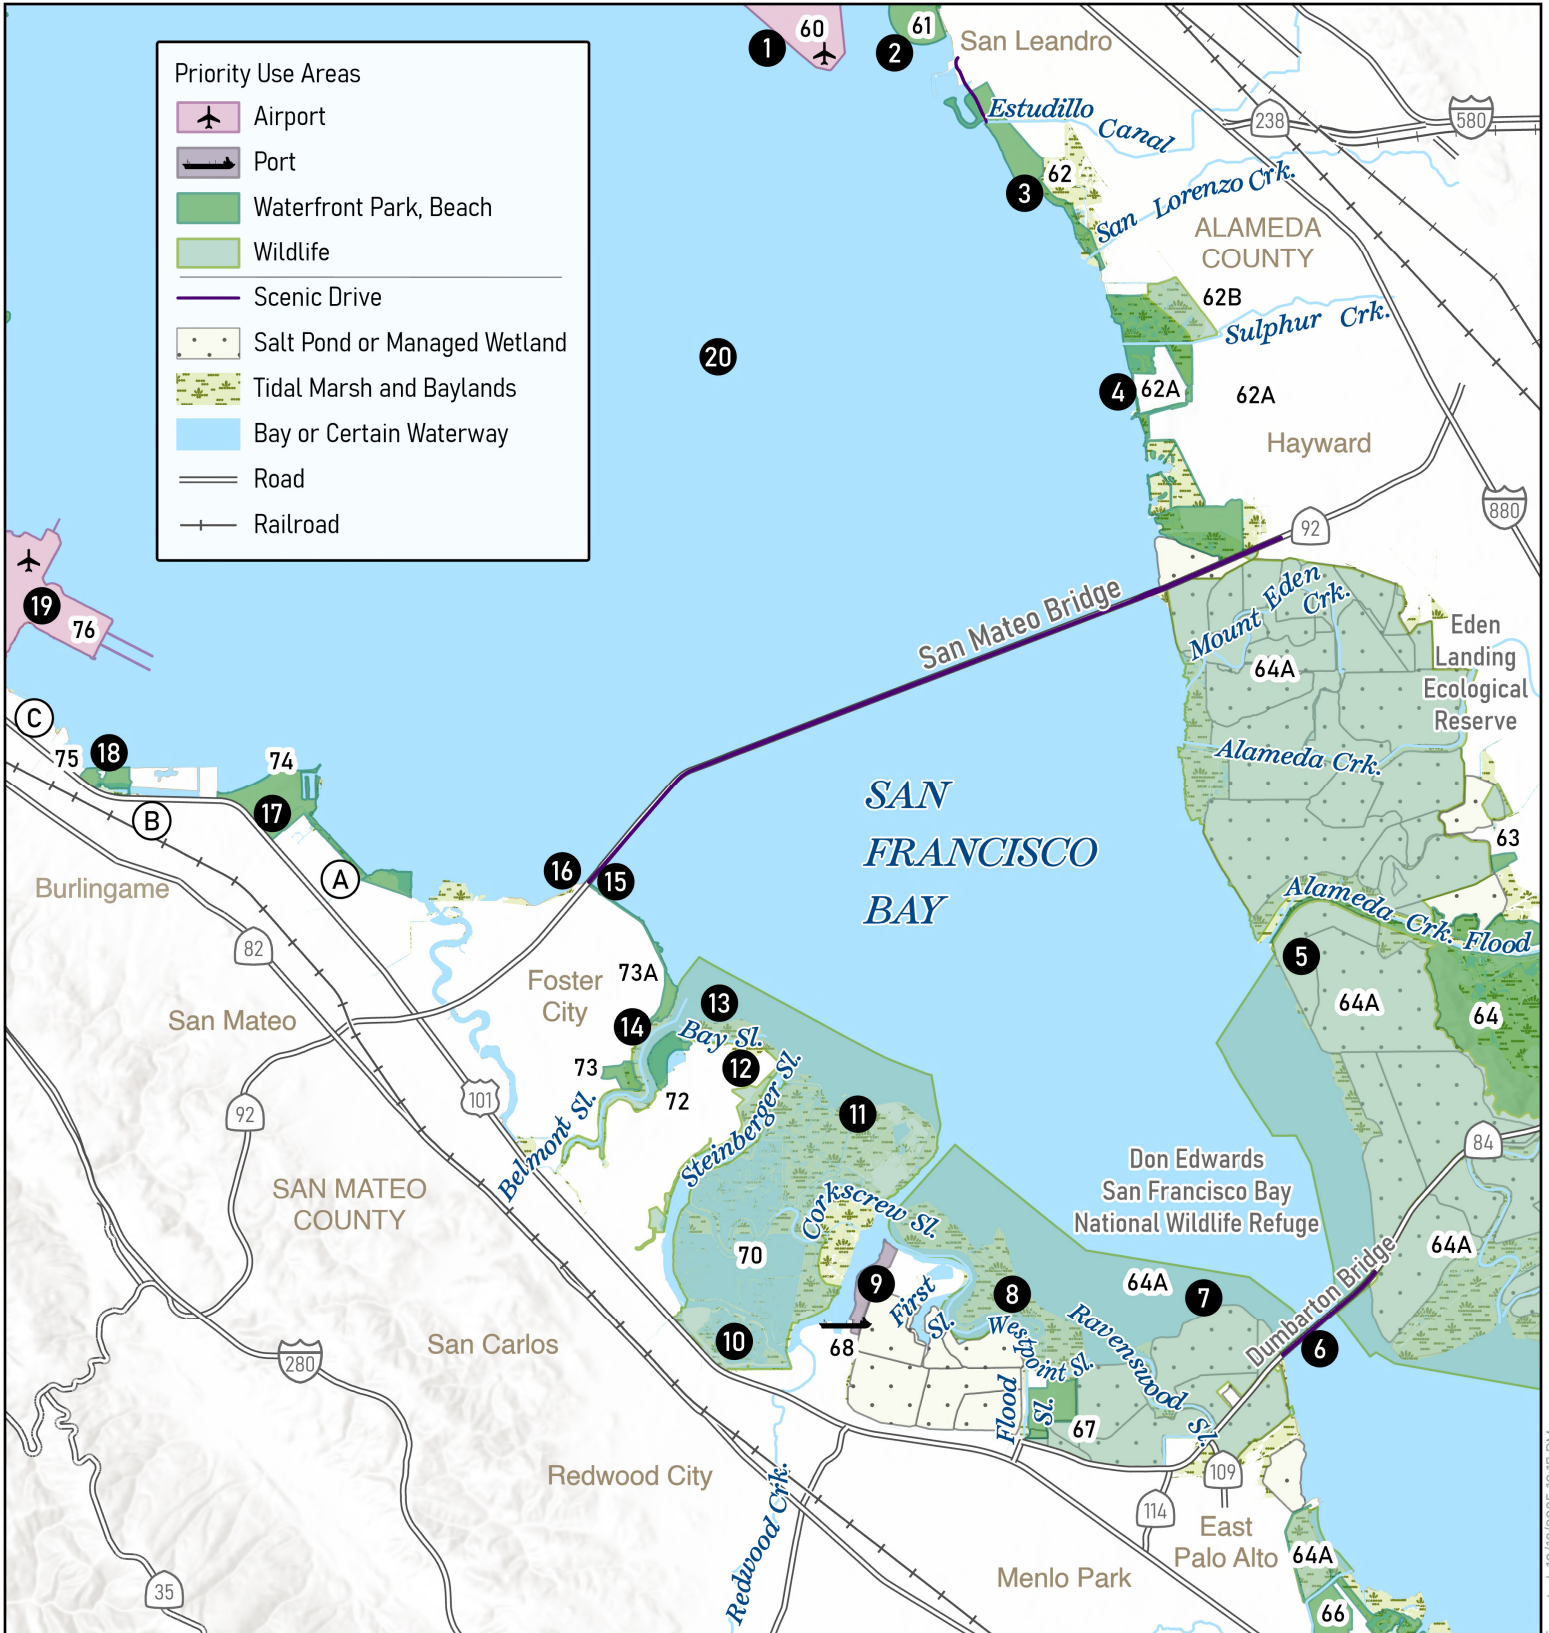 Priority Use Areas
Airport
Port
Waterfront Park, Beach
Wildlife
Scenic Drive
Salt Pond or Managed Wetland
Tidal Marsh and Baylands
Bay or Certain Waterway
Road
Railroad
1
60
2
61
San Leandro
Estudillo
Canal
238
580
3
62
San Lorenzo Crk.
ALAMEDA
COUNTY
62B
Sulphur Crk.
20
4
62A
62A
Hayward
880
92
19
76
San Mateo Bridge
Mount Eden
Crk.
64A
Eden
Landing
Ecological
Reserve
Alameda Crk.
C
75
18
74
17
B
A
Burlingame
16
15
SAN
FRANCISCO
BAY
63
Alameda Crk. Flood
5
64A
64
82
San Mateo
Foster
City
73A
13
14
Bay Sl.
12
73
72
Steinberger Sl.
11
101
92
Belmont Sl.
84
SAN MATEO
COUNTY
Don Edwards
San Francisco Bay
National Wildlife Refuge
Corkscrew Sl.
70
9
First
Sl.
8
64A
7
64A
Dumbarton Bridge
6
10
68
Westpoint Sl.
Ravenswood Sl.
Flood
Sl.
67
280
San Carlos
Redwood City
Redwood Crk.
109
114
East
Palo Alto
64A
Menlo Park
66
35